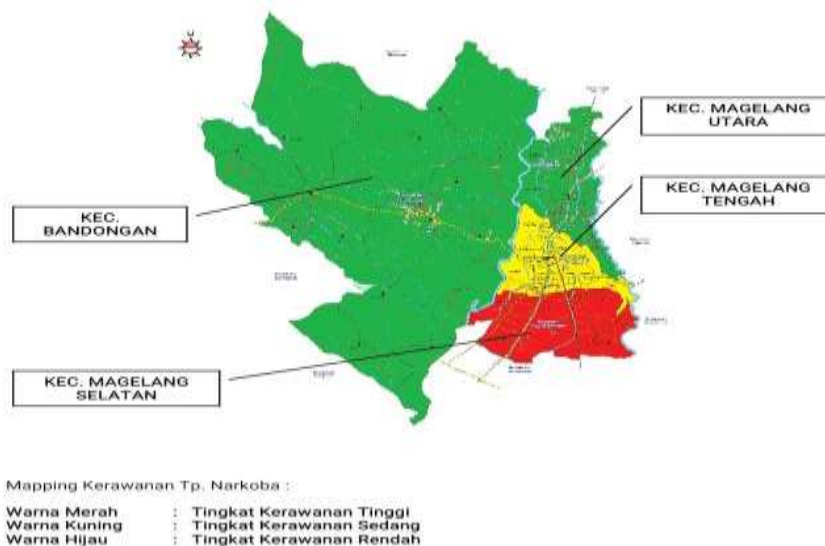 KEC. MAGELANG
UTARA
KEC. MAGELANG
TENGAH
KEC.
BANDONGAN
KEC. MAGELANG
SELATAN
Mapping Kerawanan Tp. Narkoba :
Warna Merah : Tingkat Kerawanan Tinggi
Warna Kuning : Tingkat Kerawanan Sedang
Warna Hijau : Tingkat Kerawanan Rendah